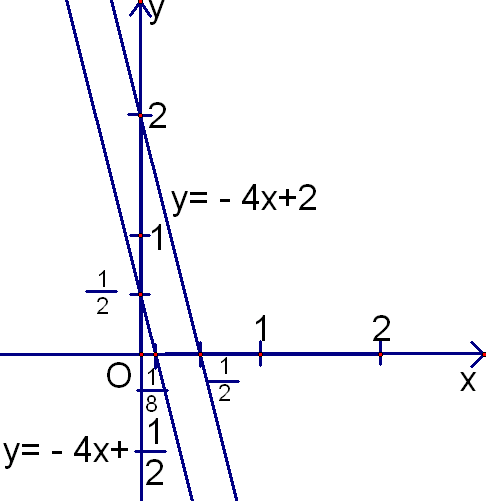 y
2
y= - 4x+2
1
1/2
1
2
O
1/8
1/2
x
y= - 4x+1/2